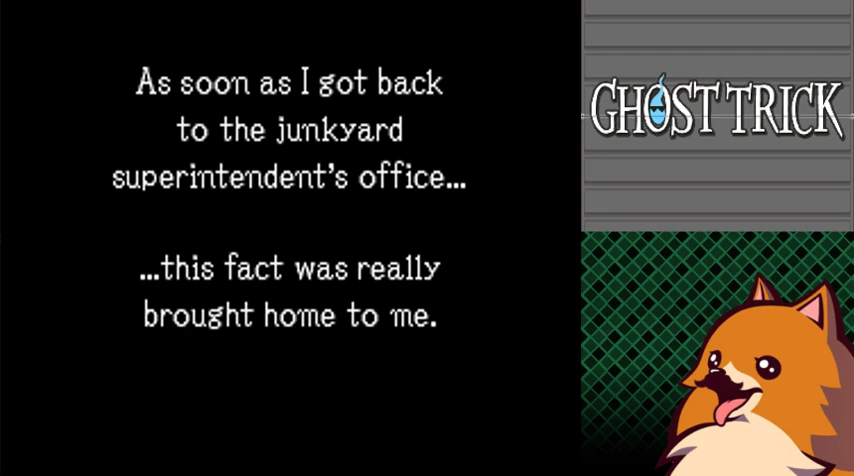 As soon as I got back
to the junkyard
superintendent's office...
...this fact was really
brought home to me.
GHOST TRICK